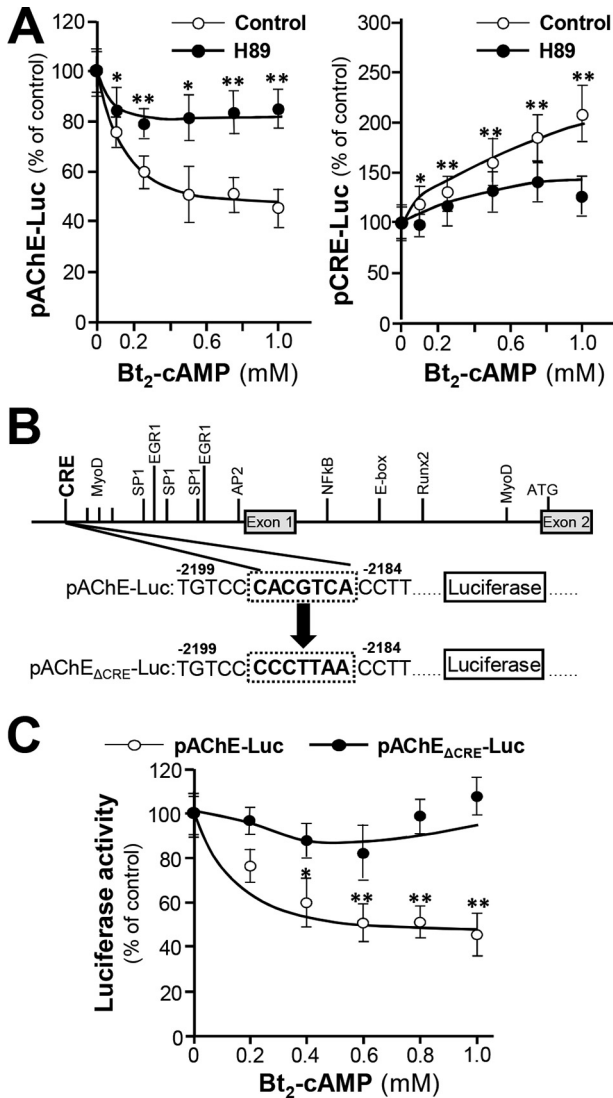 A
Control
H89
pAChE-Luc (% of control)
120
100
80
60
40
20
0
* ** * ** **
0 0.2 0.6 1.0
Bt2-cAMP (mM)
Control
H89
pCRE-Luc (% of control)
300
250
200
150
100
50
0
* ** ** ** **
0 0.2 0.6 1.0
Bt2-cAMP (mM)
B
CRE MyoD SP1 EGR1 SP1 SP1 EGR1 AP2 NFkB E-box Runx2 MyoD ATG
Exon 1 Exon 2
-2199 -2184
pAChE-Luc: TGTCC CACGTCA CCTT ...... Luciferase ......
-2199 -2184
pAChEΔCRE-Luc: TGTCC CCCTTAA CCTT ...... Luciferase ......
C
pAChE-Luc pAChEΔCRE-Luc
Luciferase activity
(% of control)
120
100
80
60
40
20
0
* ** ** **
0 0.2 0.4 0.6 0.8 1.0
Bt2-cAMP (mM)